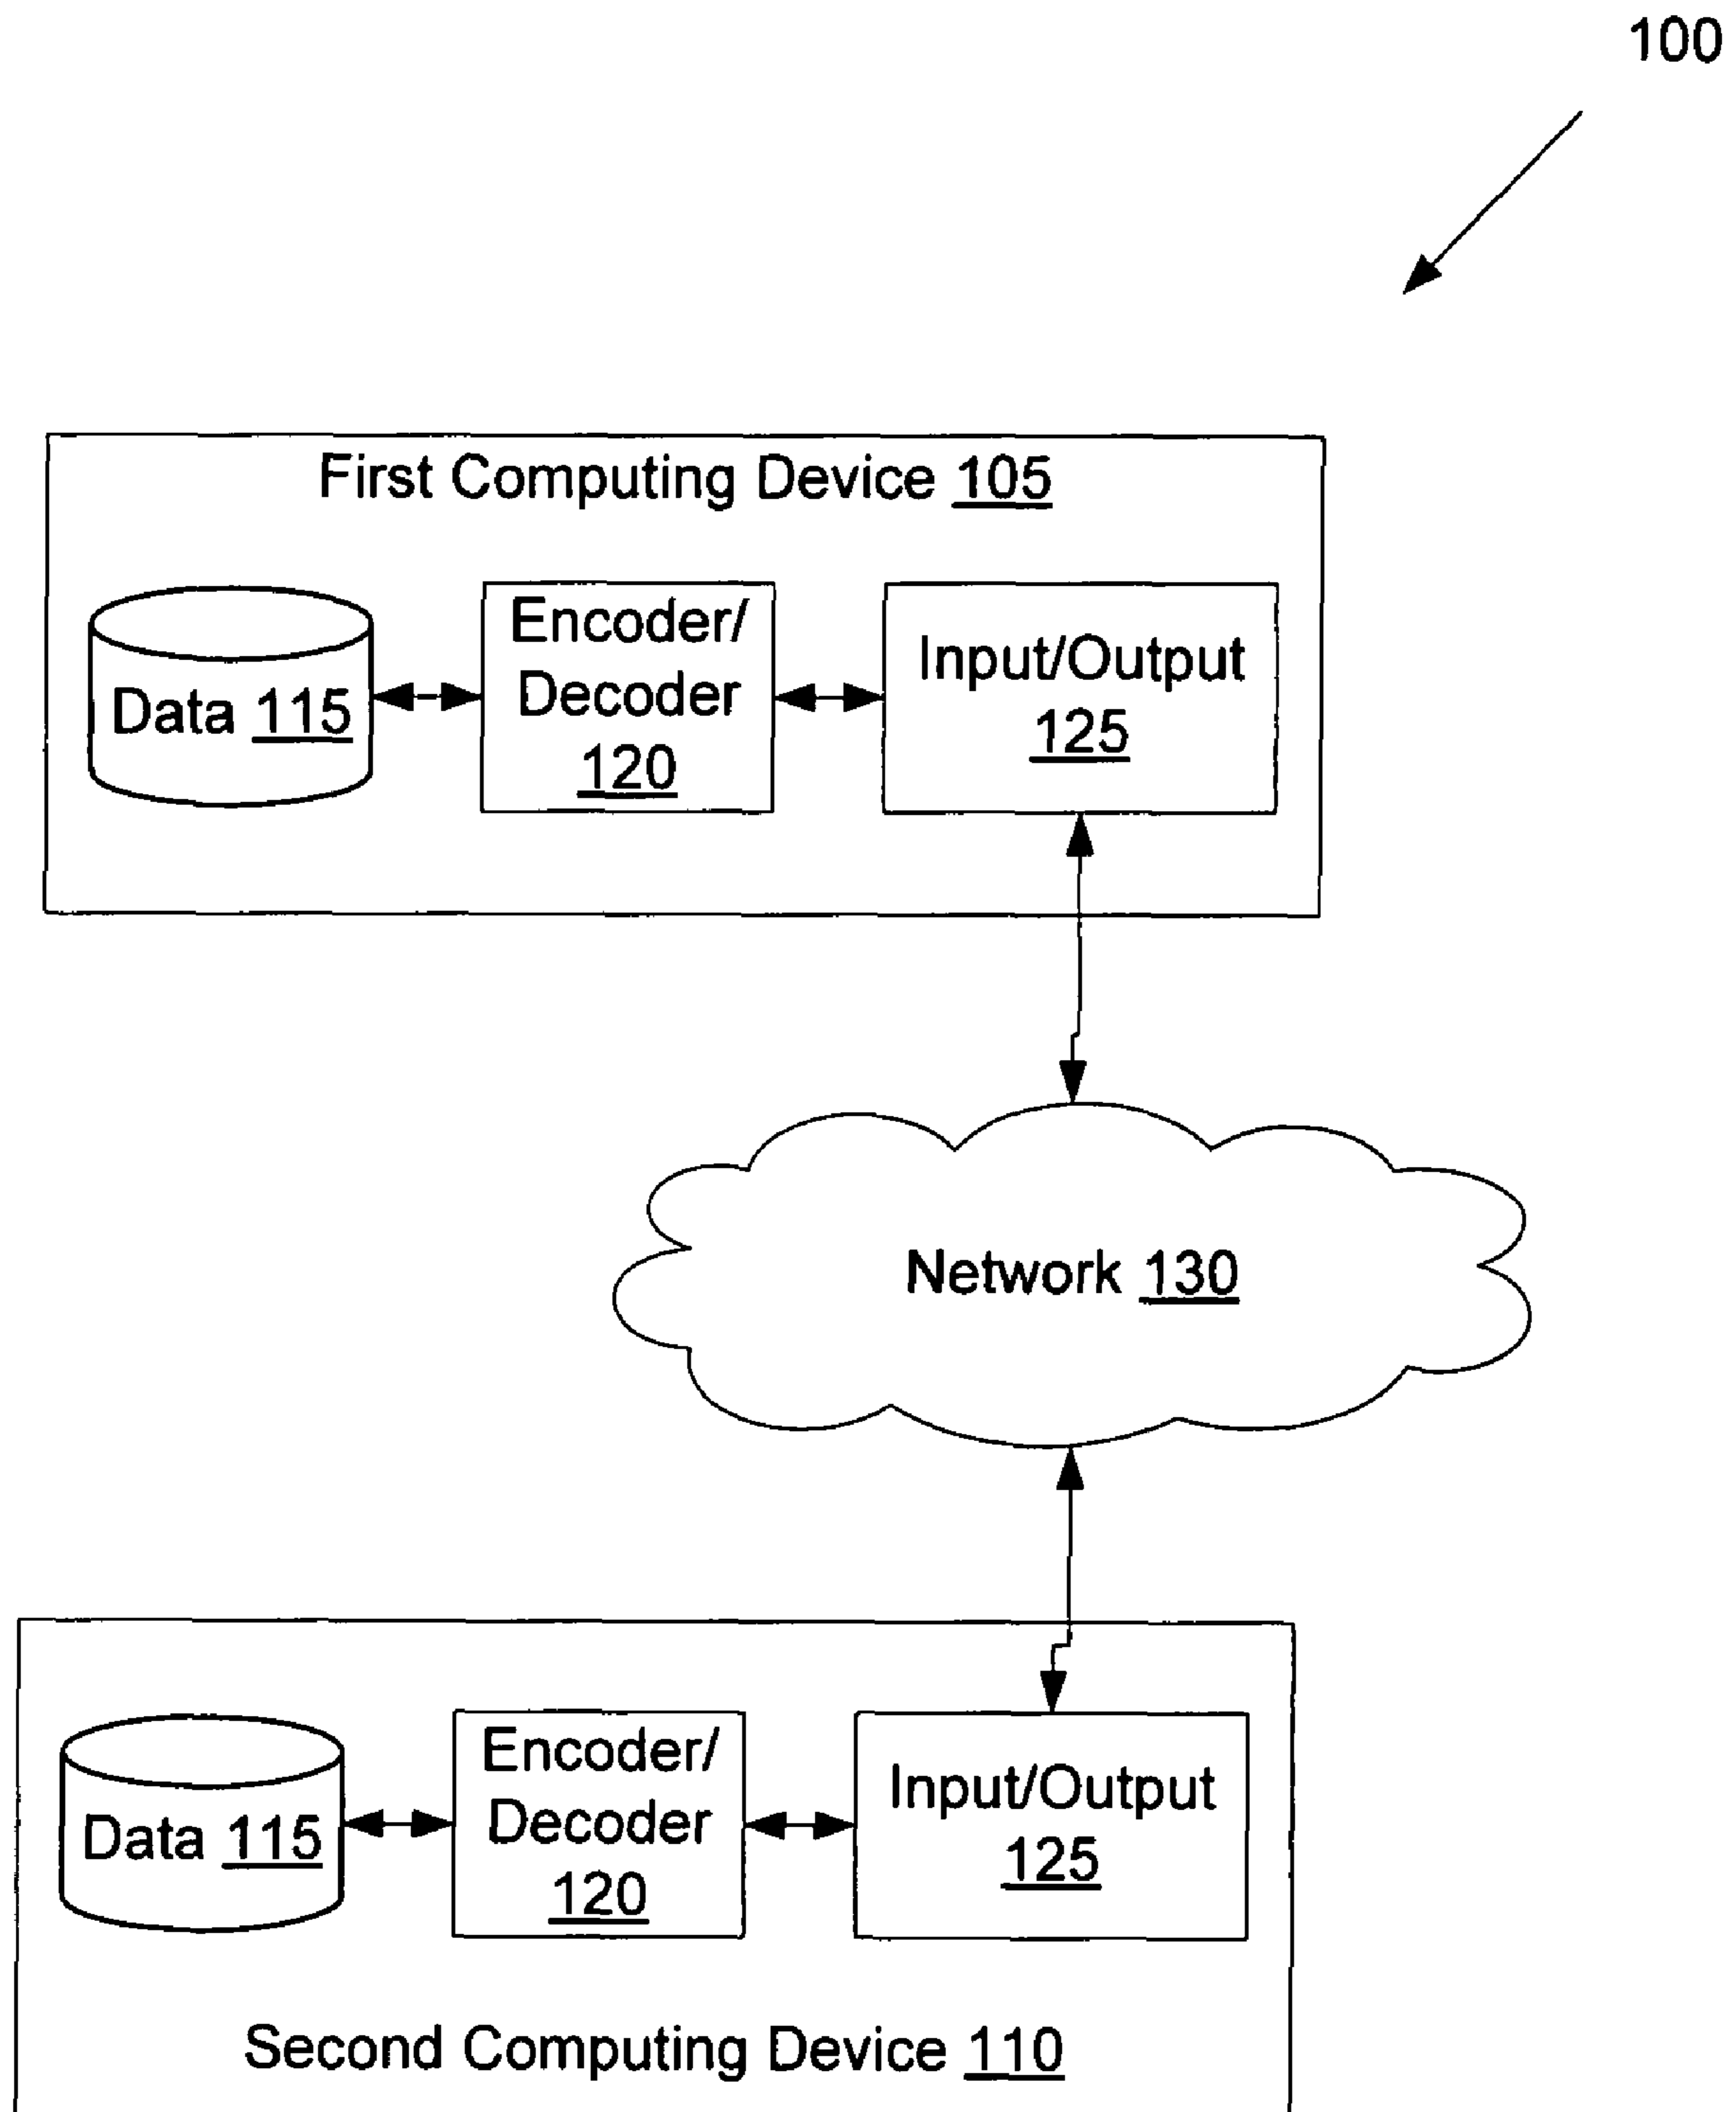 100
First Computing Device 105
Data 115
Encoder/
Decoder
120
Input/Output
125
Network 130
Data 115
Encoder/
Decoder
120
Input/Output
125
Second Computing Device 110